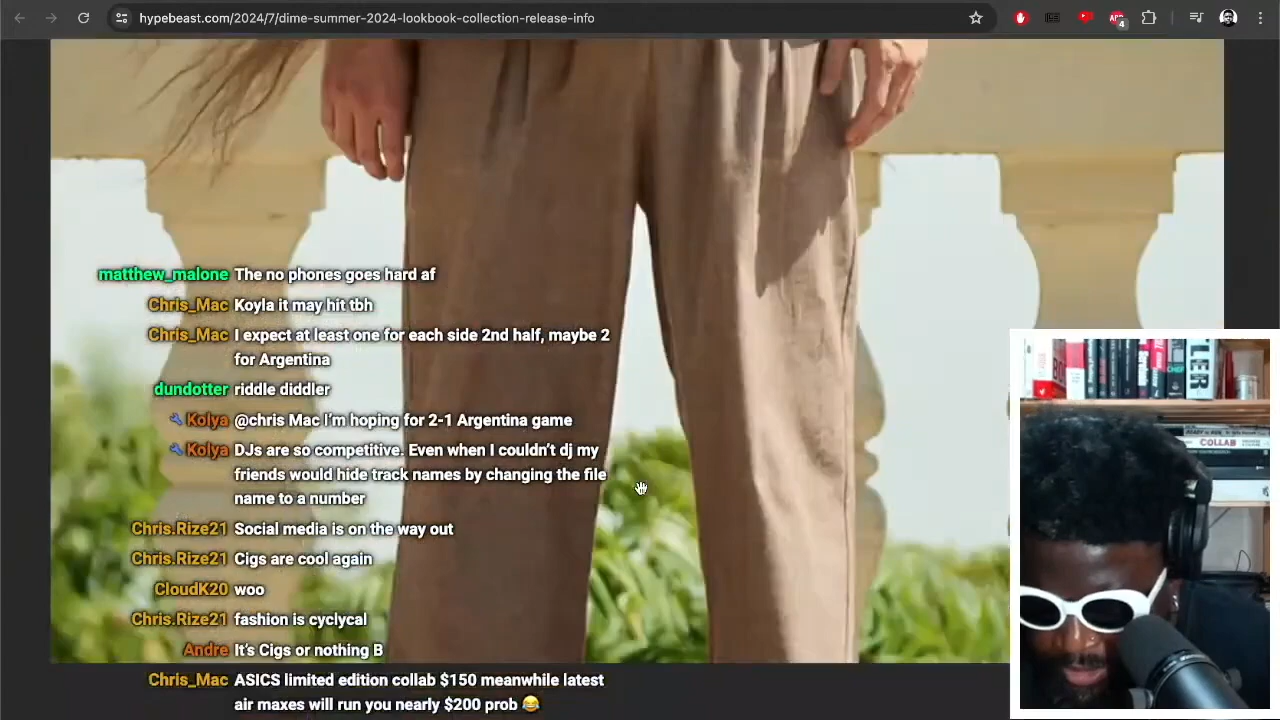 hypebeast.com/2024/7/dime-summer-2024-lookbook-collection-release-info
4
matthew_malone The no phones goes hard af
Chris_Mac Koyla it may hit tbh
Chris_Mac I expect at least one for each side 2nd half, maybe 2
for Argentina
dundotter riddle diddler
Kolya @chris Mac I'm hoping for 2-1 Argentina game
Kolya DJs are so competitive. Even when I couldn't dj my
friends would hide track names by changing the file
name to a number
Chris.Rize21 Social media is on the way out
Chris.Rize21 Cigs are cool again
CloudK20 woo
Chris.Rize21 fashion is cyclycal
Andre It's Cigs or nothing B
Chris_Mac ASICS limited edition collab $150 meanwhile latest
air maxes will run you nearly $200 prob 😂
COLLAB